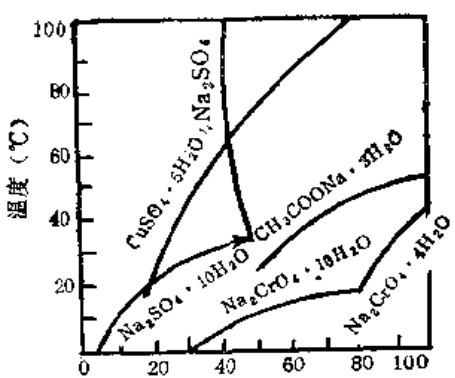 100
80
60
40
20
温度（℃）
CuSO₄·5H₂O
Na₂SO₄
CH₃COONa·3H₂O
Na₂SO₄·10H₂O
Na₂CrO₄·10H₂O
Na₂CrO₄·4H₂O
0 20 40 60 80 100